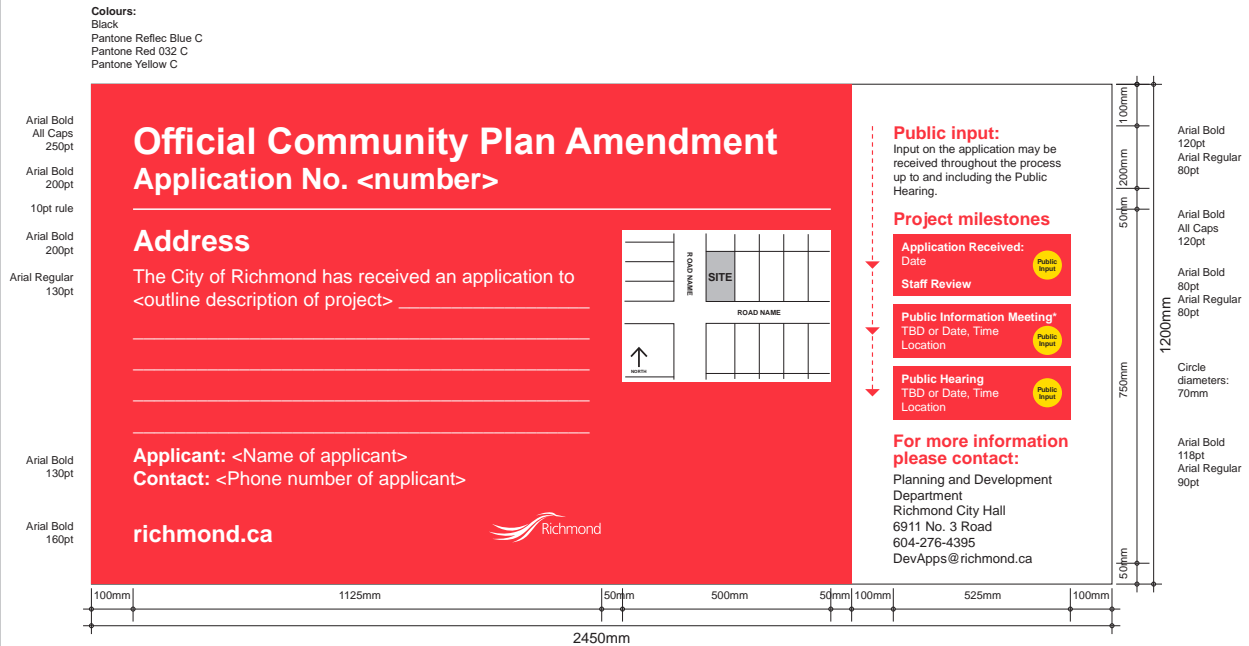 Colours:
Black
Pantone Reflec Blue C
Pantone Red 032 C
Pantone Yellow C
Arial Bold
All Caps
250pt
Arial Bold
200pt
10pt rule
Arial Bold
200pt
Arial Regular
130pt
Arial Bold
130pt
Arial Bold
160pt
Official Community Plan Amendment
Application No. <number>
Address
The City of Richmond has received an application to
<outline description of project>
ROAD NAME
SITE
ROAD NAME
NORTH
Applicant: <Name of applicant>
Contact: <Phone number of applicant>
richmond.ca
Richmond
Public input:
Input on the application may be
received throughout the process
up to and including the Public
Hearing.
Project milestones
Application Received:
Date
Public
Input
Staff Review
Public Information Meeting*
TBD or Date, Time
Location
Public
Input
Public Hearing
TBD or Date, Time
Location
Public
Input
For more information
please contact:
Planning and Development
Department
Richmond City Hall
6911 No. 3 Road
604-276-4395
DevApps@richmond.ca
100mm
200mm
50mm
750mm
50mm
1200mm
Arial Bold
120pt
Arial Regular
80pt
Arial Bold
All Caps
120pt
Arial Bold
80pt
Arial Regular
80pt
Circle
diameters:
70mm
Arial Bold
118pt
Arial Regular
90pt
100mm
1125mm
50mm
500mm
50mm
100mm
525mm
100mm
2450mm